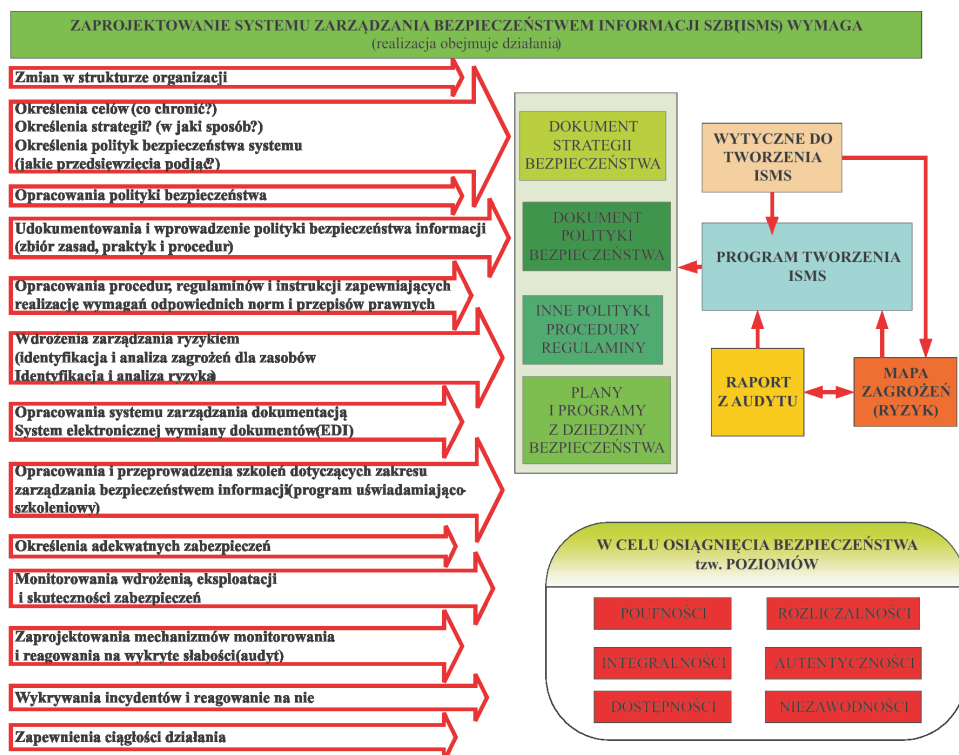 ZAPROJEKTOWANIE SYSTEMU ZARZĄDZANIA BEZPIECZEŃSTWEM INFORMACJI SZBI(ISMS) WYMAGA
(realizacja obejmuje działania)
Zmian w strukturze organizacji
Określenia celów (co chronić?)
Określenia strategii? (w jaki sposób?)
Określenia polityk bezpieczeństwa systemu
(jakie przedsięwzięcia podjąć?)
Opracowania polityki bezpieczeństwa
Udokumentowania i wprowadzenie polityki bezpieczeństwa informacji
(zbiór zasad, praktyk i procedur)
Opracowania procedur, regulaminów i instrukcji zapewniających
realizację wymagań odpowiednich norm i przepisów prawnych
Wdrożenia zarządzania ryzykiem
(identyfikacja i analiza zagrożeń dla zasobów
Identyfikacja i analiza ryzyka)
Opracowania systemu zarządzania dokumentacją
System elektronicznej wymiany dokumentów(EDI)
Opracowania i przeprowadzenia szkoleń dotyczących zakresu
zarządzania bezpieczeństwem informacji(program uświadamiająco-
szkoleniowy)
Określenia adekwatnych zabezpieczeń
Monitorowania wdrożenia, eksploatacji
i skuteczności zabezpieczeń
Zaprojektowania mechanizmów monitorowania
i reagowania na wykryte słabości(audyt)
Wykrywania incydentów i reagowanie na nie
Zapewnienia ciągłości działania
DOKUMENT
STRATEGII
BEZPIECZEŃSTWA
DOKUMENT
POLITYKI
BEZPIECZEŃSTWA
INNE POLITYKI,
PROCEDURY
REGULAMINY
PLANY
I PROGRAMY
Z DZIEDZINY
BEZPIECZEŃSTWA
WYTYCZNE DO
TWORZENIA
ISMS
PROGRAM TWORZENIA
ISMS
RAPORT
Z AUDYTU
MAPA
ZAGROŻEŃ
(RYZYK)
W CELU OSIĄGNIĘCIA BEZPIECZEŃSTWA
tzw. POZIOMÓW
POUFNOŚCI
ROZLICZALNOŚCI
INTEGRALNOŚCI
AUTENTYCZNOŚCI
DOSTĘPNOŚCI
NIEZAWODNOŚCI